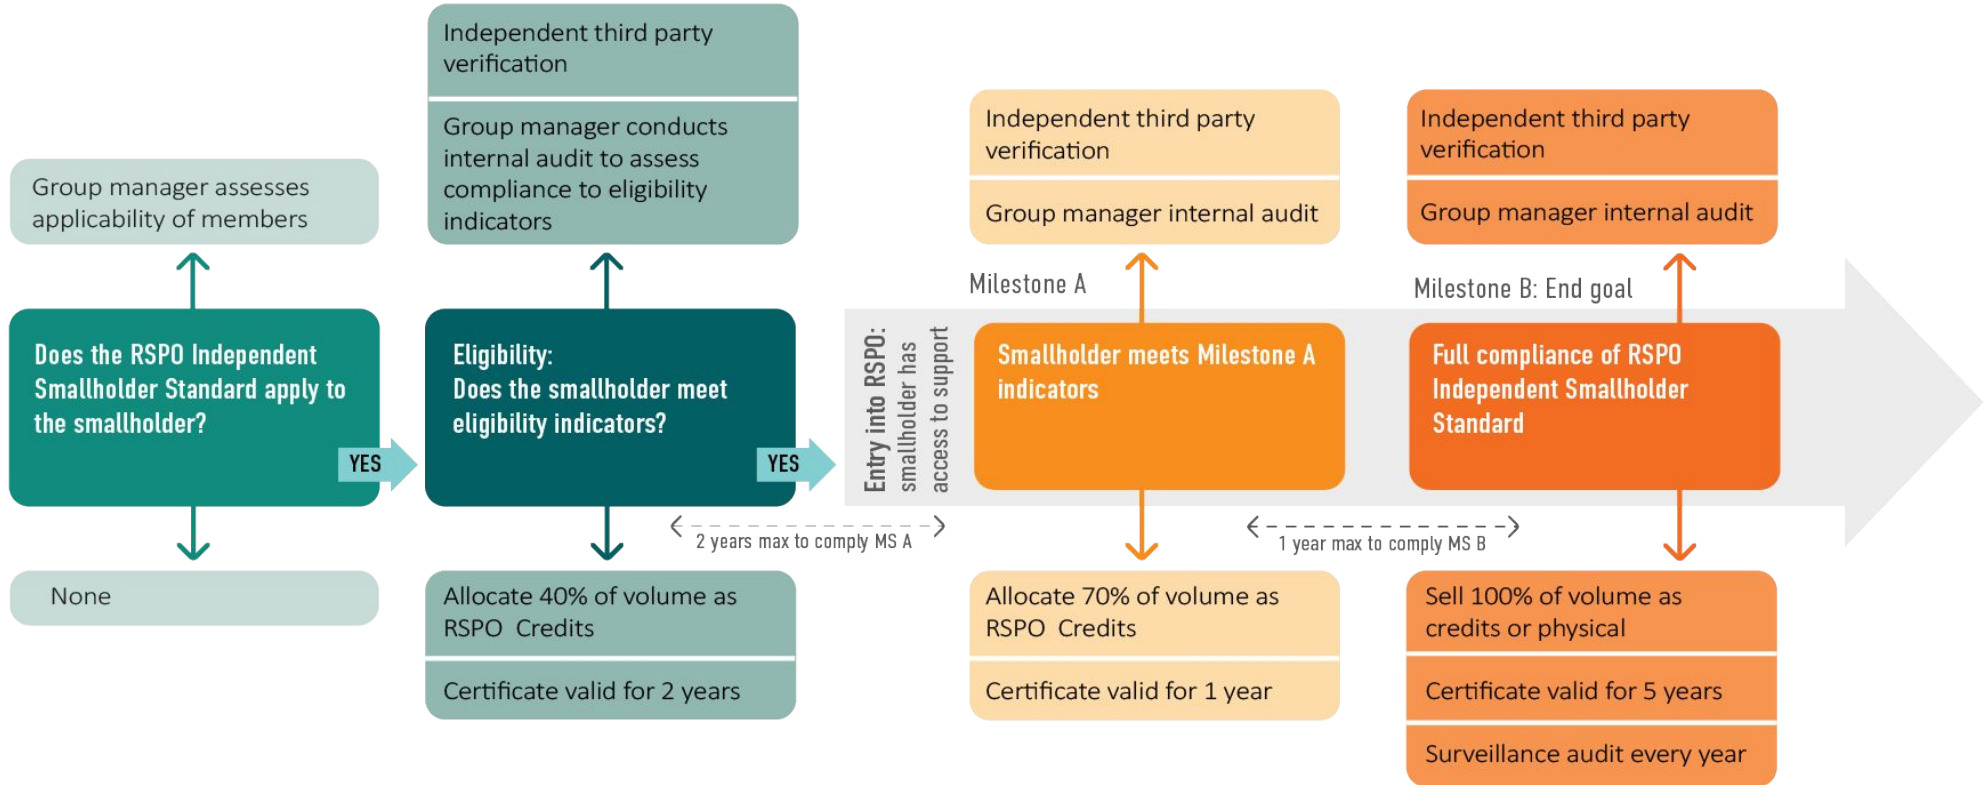 Group manager assesses
applicability of members
Does the RSPO Independent
Smallholder Standard apply to
the smallholder?
YES
None
Independent third party
verification
Group manager conducts
internal audit to assess
compliance to eligibility
indicators
Eligibility:
Does the smallholder meet
eligibility indicators?
YES
2 years max to comply MS A
Allocate 40% of volume as
RSPO Credits
Certificate valid for 2 years
Entry into RSPO:
smallholder has
access to support
Independent third party
verification
Group manager internal audit
Milestone A
Smallholder meets Milestone A
indicators
1 year max to comply MS B
Allocate 70% of volume as
RSPO Credits
Certificate valid for 1 year
Independent third party
verification
Group manager internal audit
Milestone B: End goal
Full compliance of RSPO
Independent Smallholder
Standard
Sell 100% of volume as
credits or physical
Certificate valid for 5 years
Surveillance audit every year